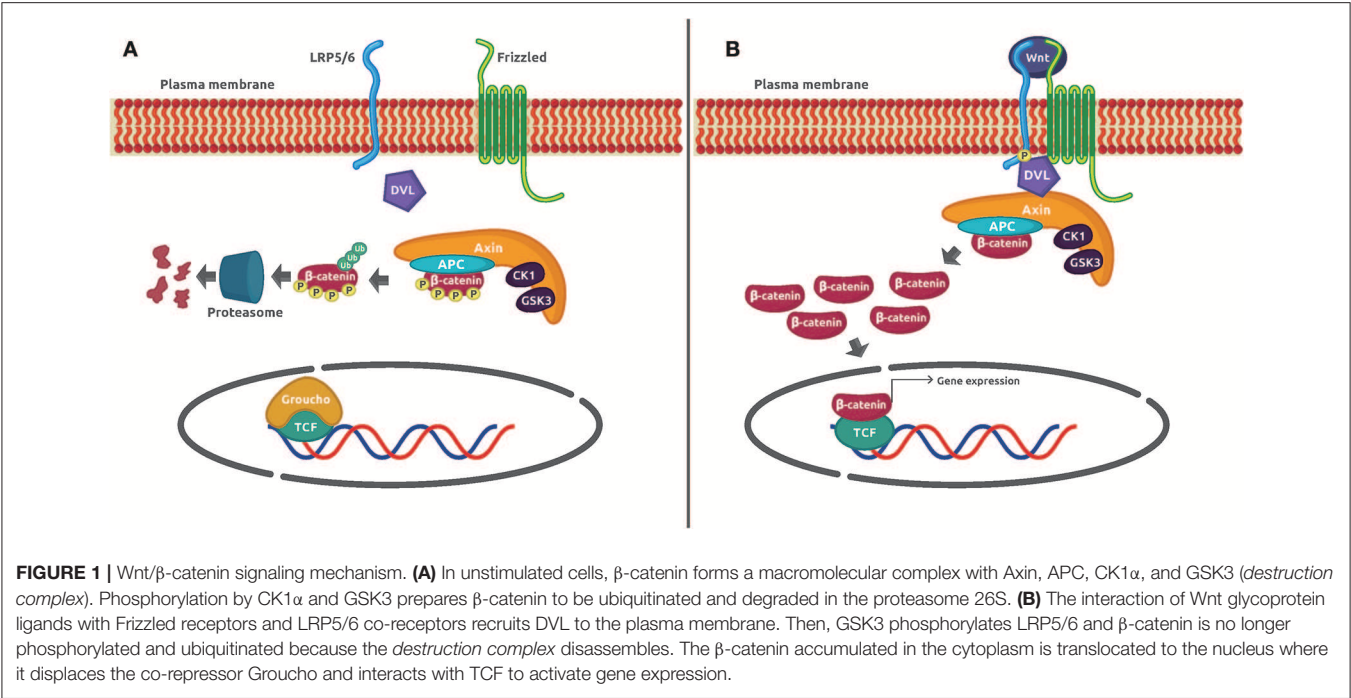 A
LRP5/6
Frizzled
Plasma membrane
DVL
Axin
APC
β-catenin
P
P
P
P
CK1
GSK3
Ub
Ub
Ub
β-catenin
P
P
P
P
Proteasome
Groucho
TCF
B
Wnt
Plasma membrane
P
DVL
Axin
APC
β-catenin
CK1
GSK3
β-catenin
β-catenin
β-catenin
β-catenin
β-catenin
Gene expression
β-catenin
TCF
FIGURE 1 | Wnt/β-catenin signaling mechanism. (A) In unstimulated cells, β-catenin forms a macromolecular complex with Axin, APC, CK1α, and GSK3 (destruction
complex). Phosphorylation by CK1α and GSK3 prepares β-catenin to be ubiquitinated and degraded in the proteasome 26S. (B) The interaction of Wnt glycoprotein
ligands with Frizzled receptors and LRP5/6 co-receptors recruits DVL to the plasma membrane. Then, GSK3 phosphorylates LRP5/6 and β-catenin is no longer
phosphorylated and ubiquitinated because the destruction complex disassembles. The β-catenin accumulated in the cytoplasm is translocated to the nucleus where
it displaces the co-repressor Groucho and interacts with TCF to activate gene expression.